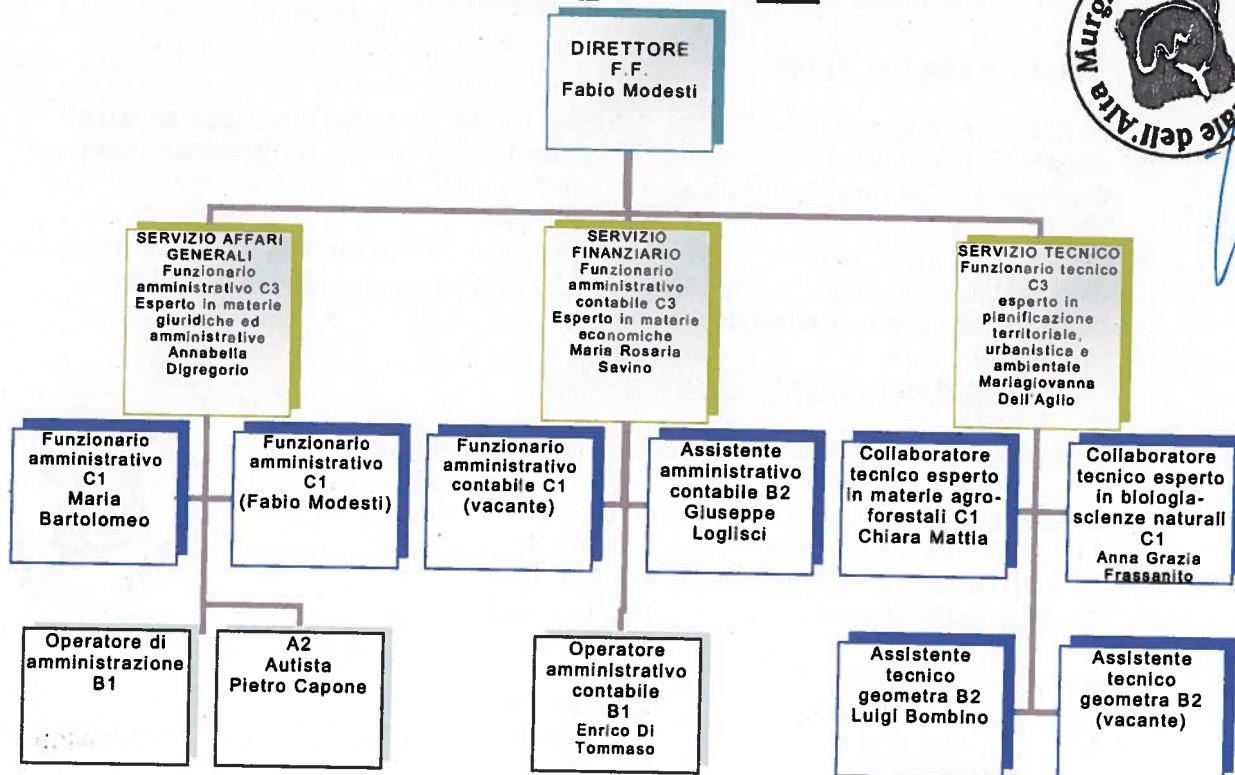 DIRETTORE
F.F.
Fabio Modesti
Murg
ale dell'Alta
SERVIZIO AFFARI
GENERALI
Funzionario
amministrativo C3
Esperto in materie
giuridiche ed
amministrative
Annabella
Digregorio
SERVIZIO
FINANZIARIO
Funzionario
amministrativo
contabile C3
Esperto in materie
economiche
Maria Rosaria
Savino
SERVIZIO TECNICO
Funzionario tecnico
C3
esperto in
pianificazione
territoriale,
urbanistica e
ambientale
Mariagiovanna
Dell'Aglio
Funzionario
amministrativo
C1
Maria
Bartolomeo
Funzionario
amministrativo
C1
(Fabio Modesti)
Funzionario
amministrativo
contabile C1
(vacante)
Assistente
amministrativo
contabile B2
Giuseppe
Loglisci
Collaboratore
tecnico esperto
in materie agro-
forestali C1
Chiara Mattia
Collaboratore
tecnico esperto
in biologia-
scienze naturali
C1
Anna Grazia
Frassanito
Operatore di
amministrazione
B1
A2
Autista
Pietro Capone
Operatore
amministrativo
contabile
B1
Enrico Di
Tommaso
Assistente
tecnico
geometra B2
Luigi Bombino
Assistente
tecnico
geometra B2
(vacante)